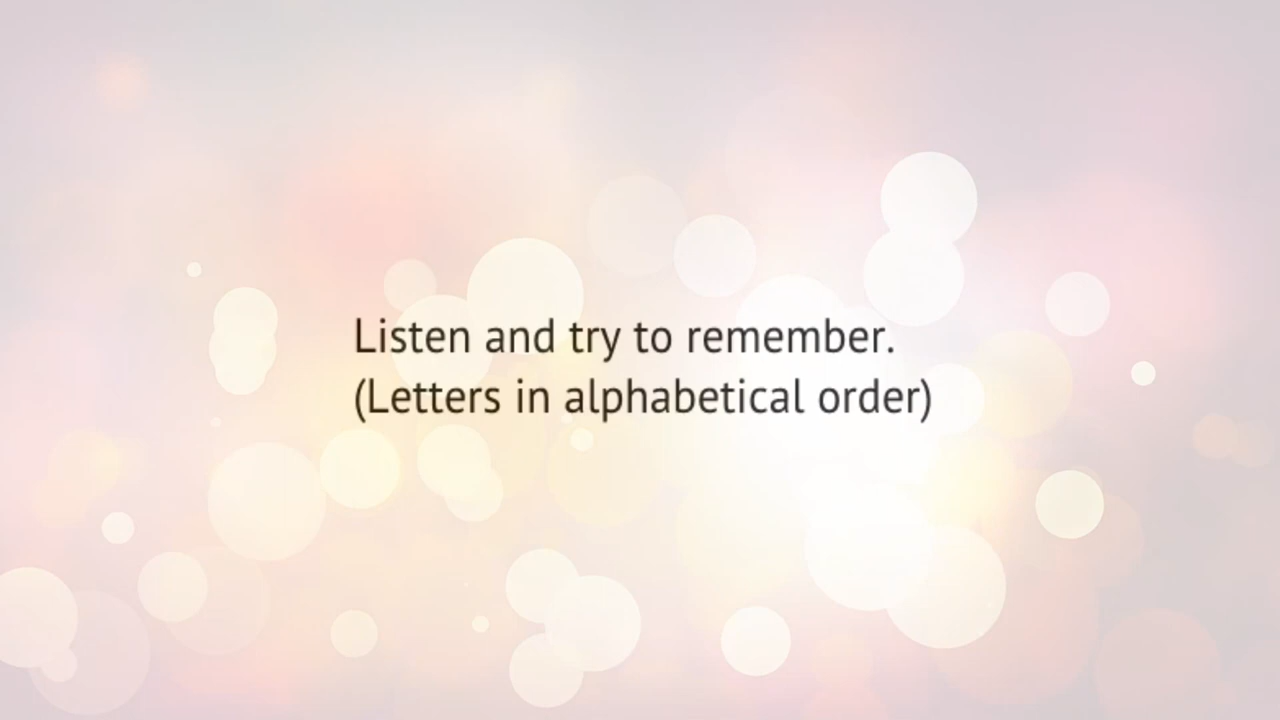 Listen and try to remember.
(Letters in alphabetical order)